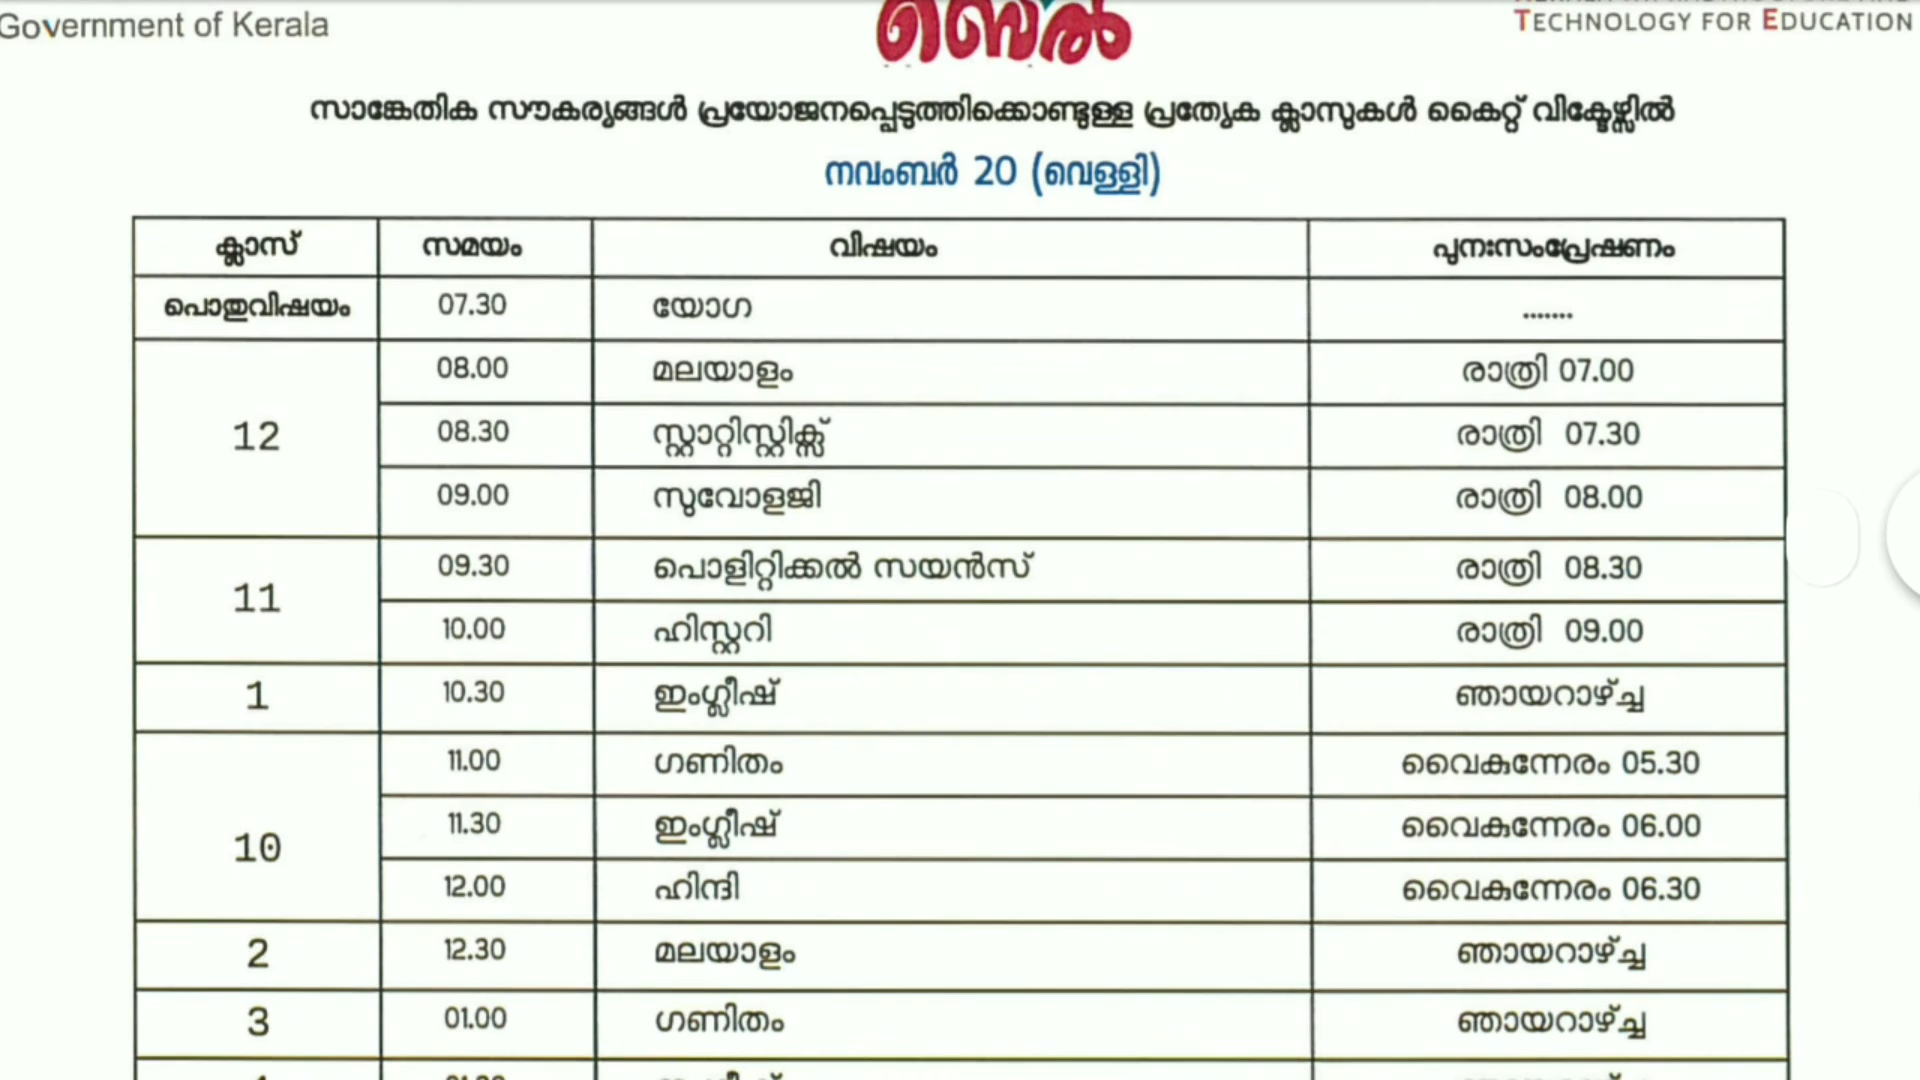 Government of Kerala
ബെൽ
TECHNOLOGY FOR EDUCATION
സാങ്കേതിക സൗകര്യങ്ങൾ പ്രയോജനപ്പെടുത്തിക്കൊണ്ടുള്ള പ്രത്യേക ക്ലാസുകൾ കൈറ്റ് വിക്ടേഴ്സിൽ
നവംബർ 20 (വെള്ളി)
ക്ലാസ് സമയം വിഷയം പുനഃസംപ്രേഷണം
പൊതുവിഷയം 07.30 യോഗ .......
12 08.00 മലയാളം രാത്രി 07.00
08.30 സ്റ്റാറ്റിസ്റ്റിക്സ് രാത്രി 07.30
09.00 സുവോളജി രാത്രി 08.00
11 09.30 പൊളിറ്റിക്കൽ സയൻസ് രാത്രി 08.30
10.00 ഹിസ്റ്ററി രാത്രി 09.00
1 10.30 ഇംഗ്ലീഷ് ഞായറാഴ്ച്ച
10 11.00 ഗണിതം വൈകുന്നേരം 05.30
11.30 ഇംഗ്ലീഷ് വൈകുന്നേരം 06.00
12.00 ഹിന്ദി വൈകുന്നേരം 06.30
2 12.30 മലയാളം ഞായറാഴ്ച്ച
3 01.00 ഗണിതം ഞായറാഴ്ച്ച